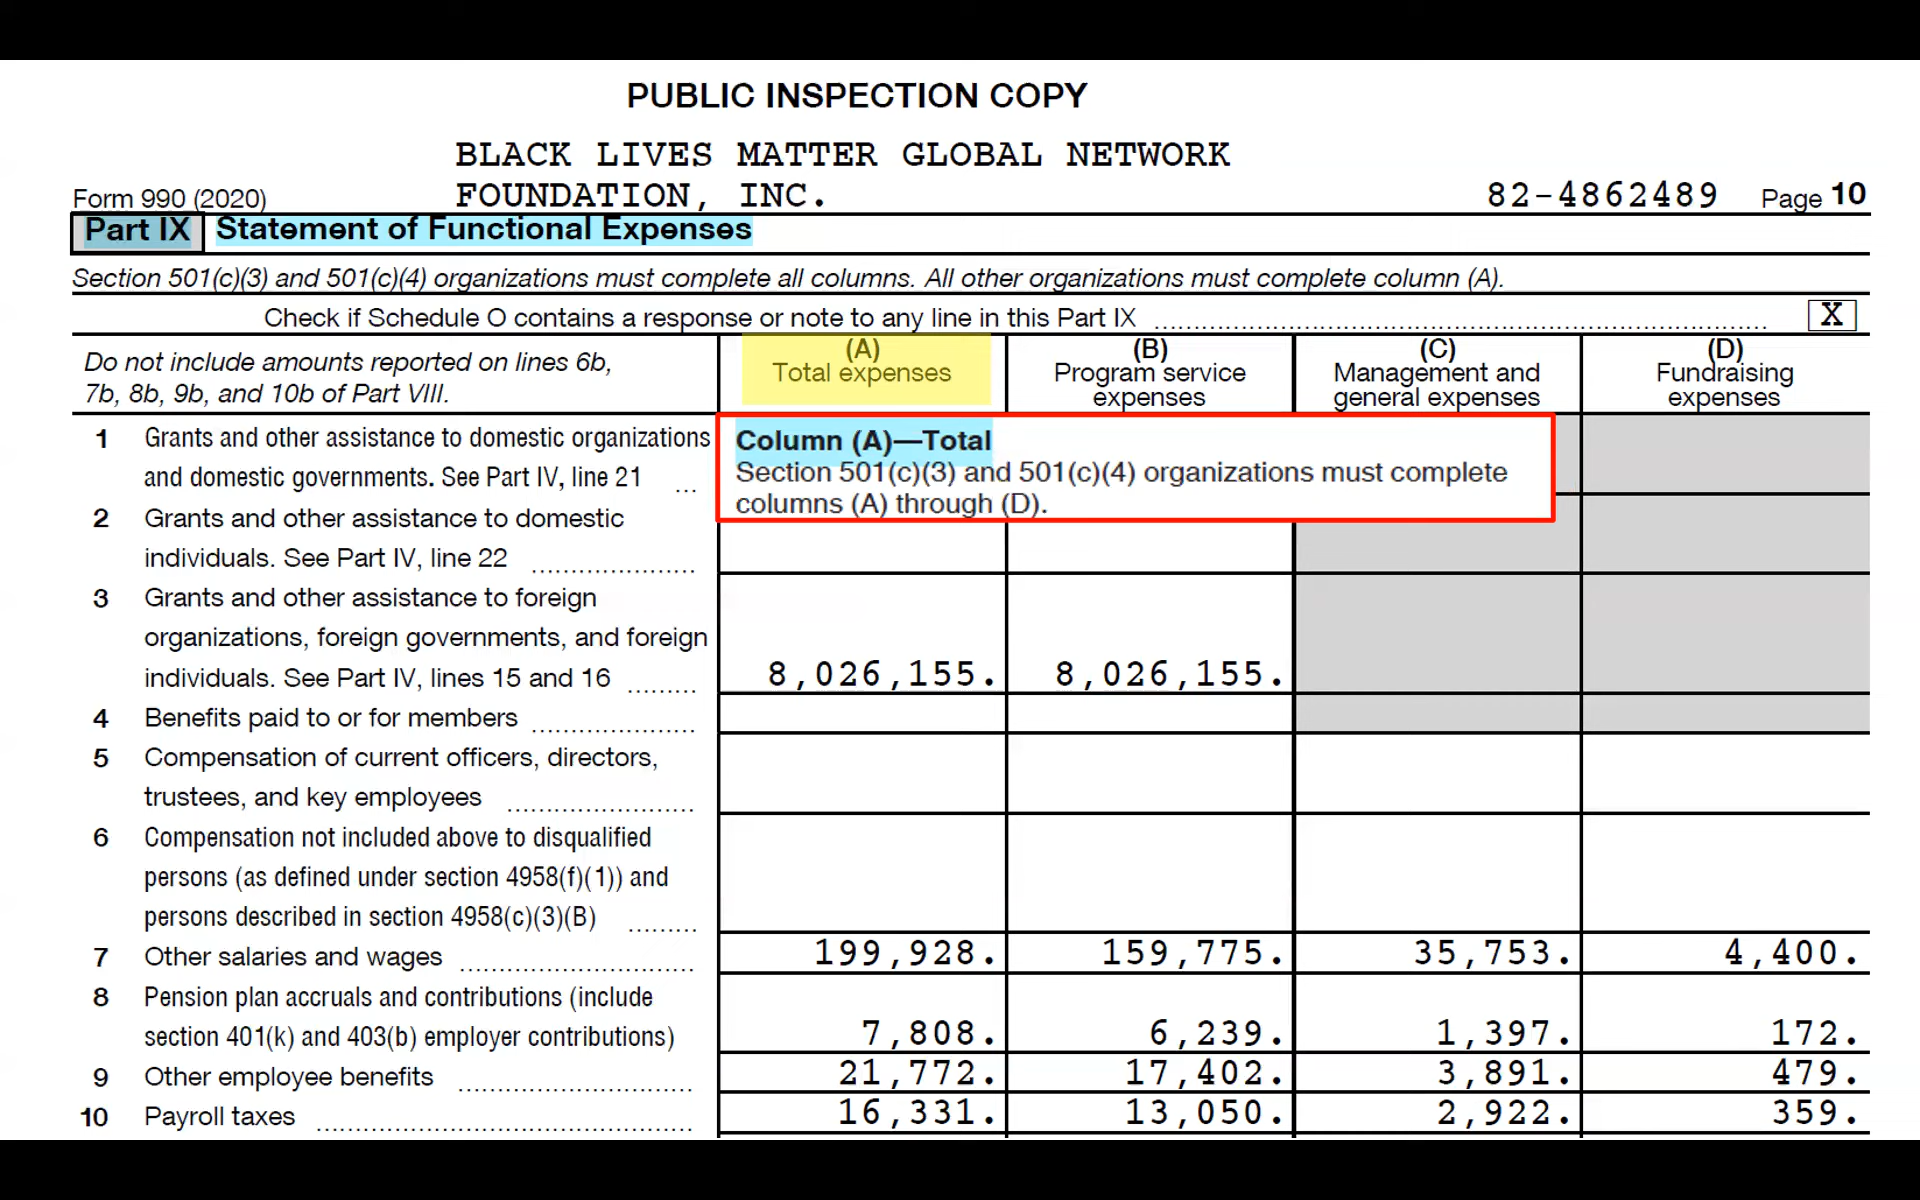 PUBLIC INSPECTION COPY
BLACK LIVES MATTER GLOBAL NETWORK
Form 990 (2020) FOUNDATION, INC. 82-4862489 Page 10
Part IX Statement of Functional Expenses
Section 501(c)(3) and 501(c)(4) organizations must complete all columns. All other organizations must complete column (A).
Check if Schedule O contains a response or note to any line in this Part IX X
Do not include amounts reported on lines 6b,
7b, 8b, 9b, and 10b of Part VIII.
(A)
Total expenses
(B)
Program service
expenses
(C)
Management and
general expenses
(D)
Fundraising
expenses
1 Grants and other assistance to domestic organizations
and domestic governments. See Part IV, line 21 ...
Column (A)—Total
Section 501(c)(3) and 501(c)(4) organizations must complete
columns (A) through (D).
2 Grants and other assistance to domestic
individuals. See Part IV, line 22
3 Grants and other assistance to foreign
organizations, foreign governments, and foreign
individuals. See Part IV, lines 15 and 16 8,026,155. 8,026,155.
4 Benefits paid to or for members
5 Compensation of current officers, directors,
trustees, and key employees
6 Compensation not included above to disqualified
persons (as defined under section 4958(f)(1)) and
persons described in section 4958(c)(3)(B)
7 Other salaries and wages 199,928. 159,775. 35,753. 4,400.
8 Pension plan accruals and contributions (include
section 401(k) and 403(b) employer contributions) 7,808. 6,239. 1,397. 172.
9 Other employee benefits 21,772. 17,402. 3,891. 479.
10 Payroll taxes 16,331. 13,050. 2,922. 359.